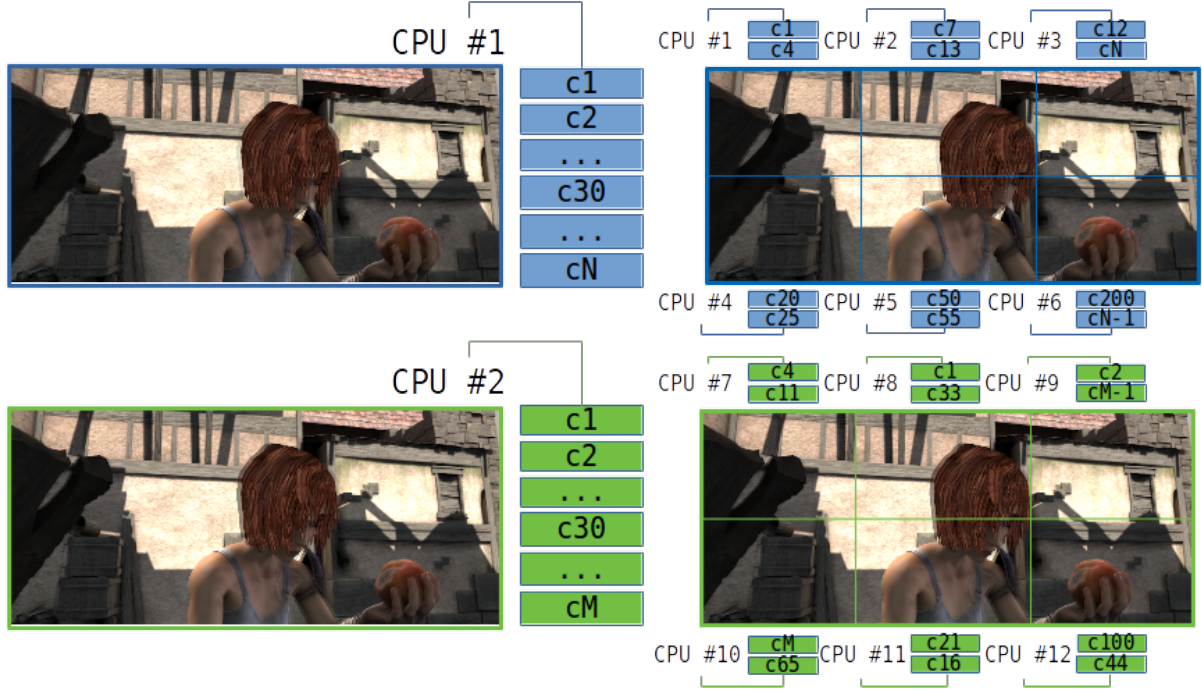 CPU #1
c1
c2
...
c30
...
cN
CPU #1
c1
c4
CPU #2
c7
c13
CPU #3
c12
cN
CPU #4
c20
c25
CPU #5
c50
c55
CPU #6
c200
cN-1
CPU #2
c1
c2
...
c30
...
cM
CPU #7
c4
c11
CPU #8
c1
c33
CPU #9
c2
cM-1
CPU #10
cM
c65
CPU #11
c21
c16
CPU #12
c100
c44